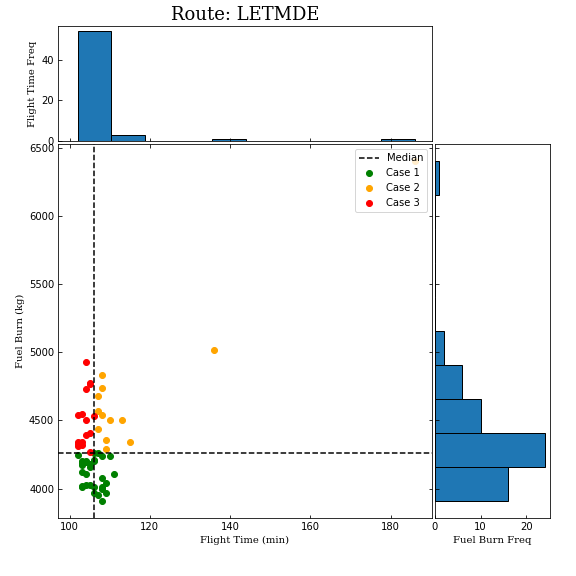 Route: LETMDE
Flight Time Freq
40
20
0
Median
Case 1
Case 2
Case 3
Fuel Burn (kg)
6500
6000
5500
5000
4500
4000
100
120
140
160
180
Flight Time (min)
0
10
20
Fuel Burn Freq